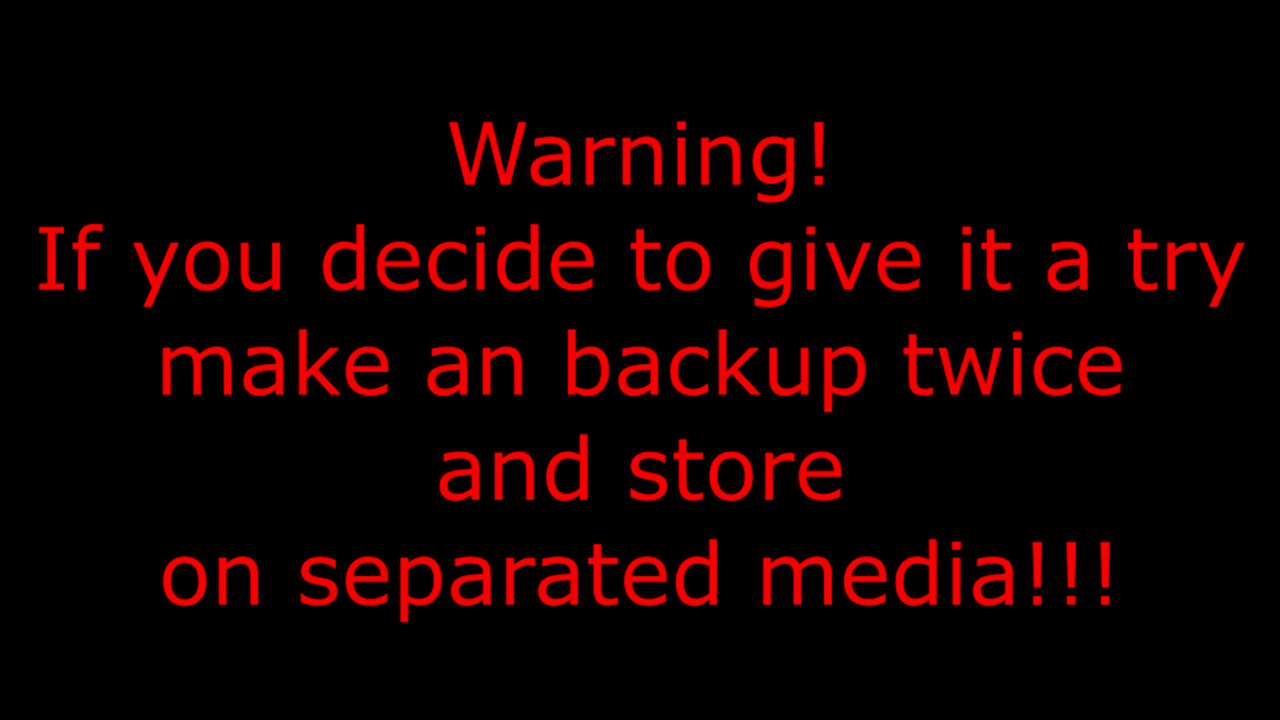 Warning!
If you decide to give it a try
make an backup twice
and store
on separated media!!!